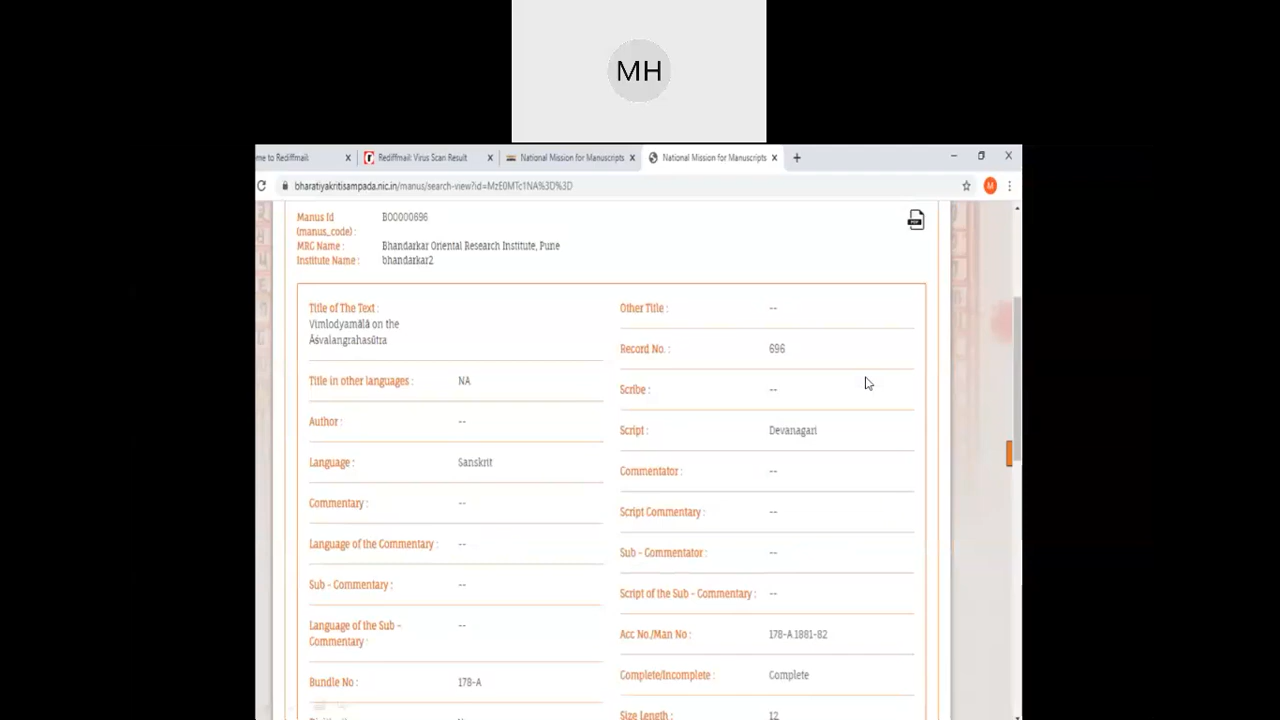 MH
me to Rediffmail:
Rediffmail: Virus Scan Result
National Mission for Manuscripts
National Mission for Manuscripts
bharatiyakritisampada.nic.in/manus/search-view?id=MzE0MTc1NA%3D%3D
M
Manus Id
(manus_code) :
B00000696
MRC Name :
Bhandarkar Oriental Research Institute, Pune
Institute Name :
bhandarkar2
Title of The Text :
Vimlodyamālā on the
Āśvalangrahasūtra
Other Title :
--
Record No. :
696
Title in other languages :
NA
Scribe :
--
Author :
--
Script :
Devanagari
Language :
Sanskrit
Commentator :
--
Commentary :
--
Script Commentary :
--
Language of the Commentary :
--
Sub - Commentator :
--
Sub - Commentary :
--
Script of the Sub - Commentary :
--
Language of the Sub -
Commentary :
--
Acc No./Man No :
178-A 1881-82
Bundle No :
178-A
Complete/Incomplete :
Complete
Size Length :
12